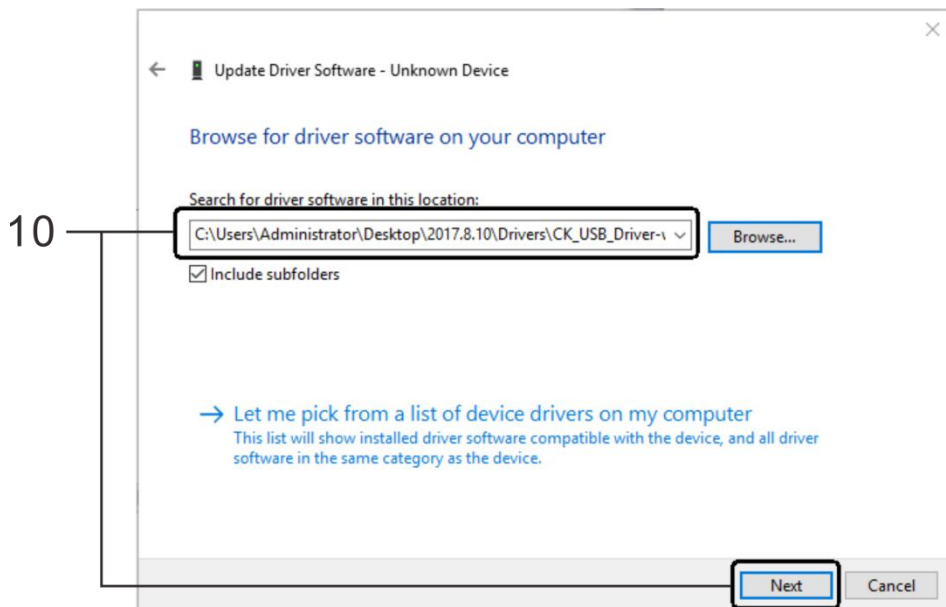 Update Driver Software - Unknown Device
Browse for driver software on your computer
Search for driver software in this location:
10
C:\Users\Administrator\Desktop\2017.8.10\Drivers\CK_USB_Driver-
Browse...
Include subfolders
Let me pick from a list of device drivers on my computer
This list will show installed driver software compatible with the device, and all driver
software in the same category as the device.
Next
Cancel